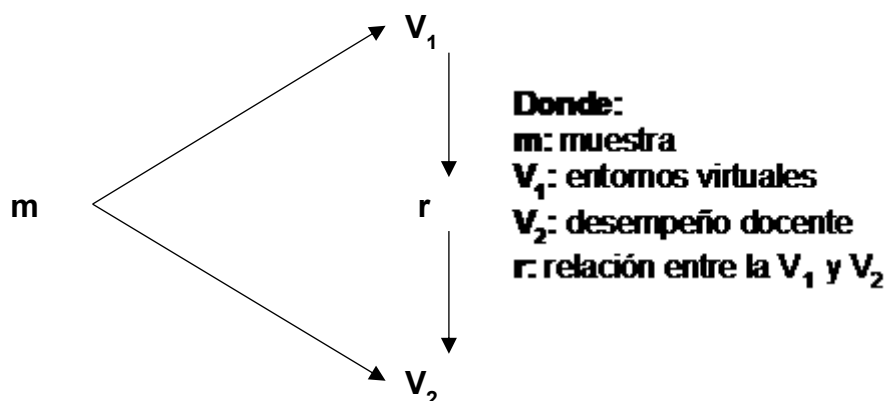 V₁
Donde:
m: muestra
V₁: entornos virtuales
m
r
V₂: desempeño docente
r: relación entre la V₁ y V₂
V₂